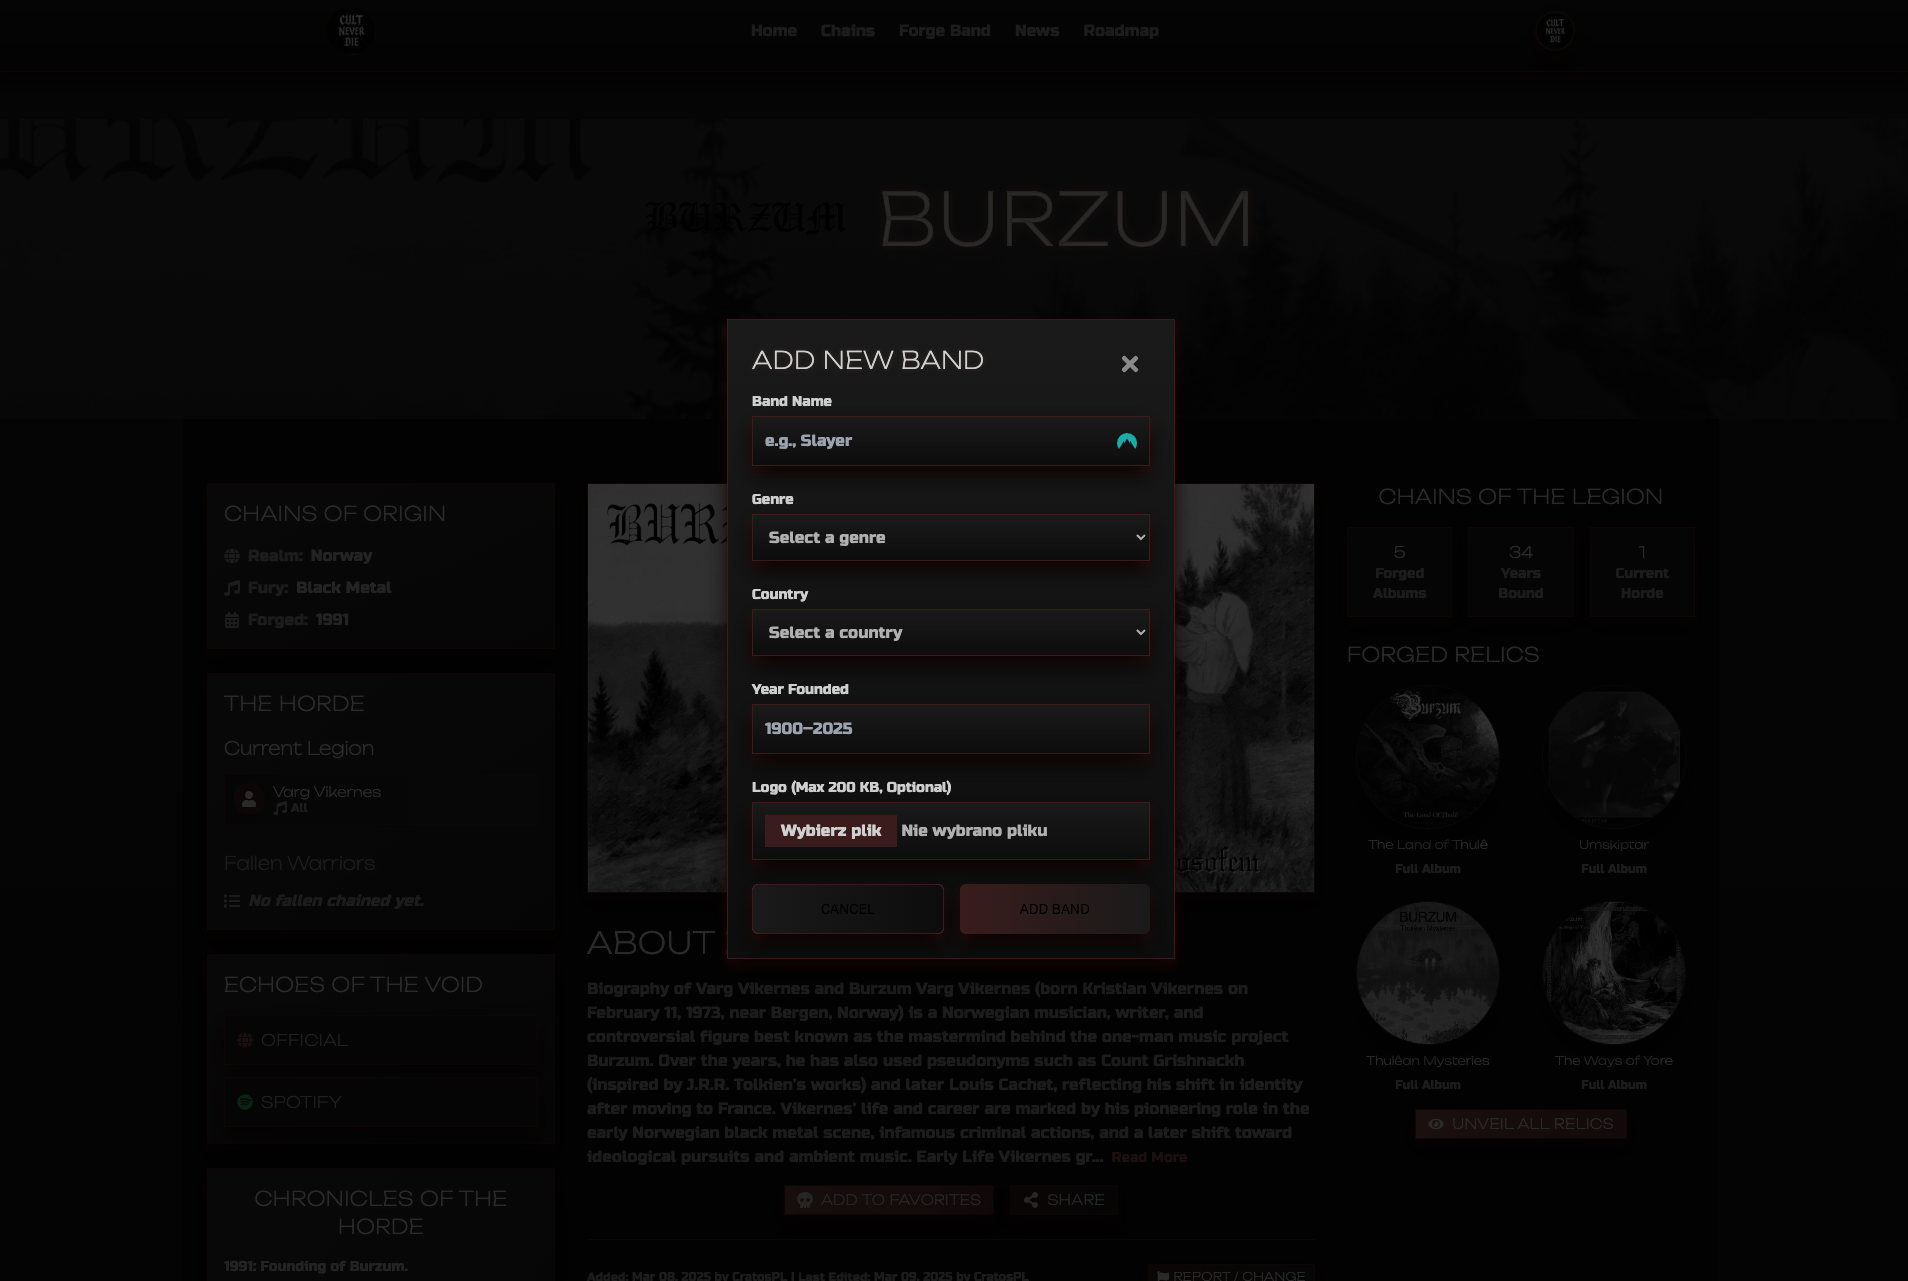 CULT
NEVER
DIE
Home Chains Forge Band News Roadmap
CULT
NEVER
DIE
BURZUM
BURZUM BURZUM
ADD NEW BAND
Band Name
e.g., Slayer
Genre
Select a genre
Country
Select a country
Year Founded
1900–2025
Logo (Max 200 KB, Optional)
Wybierz plik Nie wybrano pliku
CANCEL ADD BAND
CHAINS OF ORIGIN
Realm: Norway
Fury: Black Metal
Forged: 1991
THE HORDE
Current Legion
Varg Vikernes
All
Fallen Warriors
No fallen chained yet.
ECHOES OF THE VOID
OFFICIAL
SPOTIFY
CHRONICLES OF THE
HORDE
1991: Founding of Burzum.
ABOUT
Biography of Varg Vikernes and Burzum Varg Vikernes (born Kristian Vikernes on
February 11, 1973, near Bergen, Norway) is a Norwegian musician, writer, and
controversial figure best known as the mastermind behind the one-man music project
Burzum. Over the years, he has also used pseudonyms such as Count Grishnackh
(inspired by J.R.R. Tolkien's works) and later Louis Cachet, reflecting his shift in identity
after moving to France. Vikernes' life and career are marked by his pioneering role in the
early Norwegian black metal scene, infamous criminal actions, and a later shift toward
ideological pursuits and ambient music. Early Life Vikernes gr... Read More
ADD TO FAVORITES SHARE
Added: Mar 08, 2025 by CratosPL | Last Edited: Mar 09, 2025 by CratosPL
REPORT / CHANGE
CHAINS OF THE LEGION
5
Forged
Albums
34
Years
Bound
1
Current
Horde
FORGED RELICS
Burzum
The Land of Thulê
Full Album
Umskiptar
Full Album
BURZUM
Thulêan Mysteries
Thulêan Mysteries
Full Album
The Ways of Yore
Full Album
UNVEIL ALL RELICS